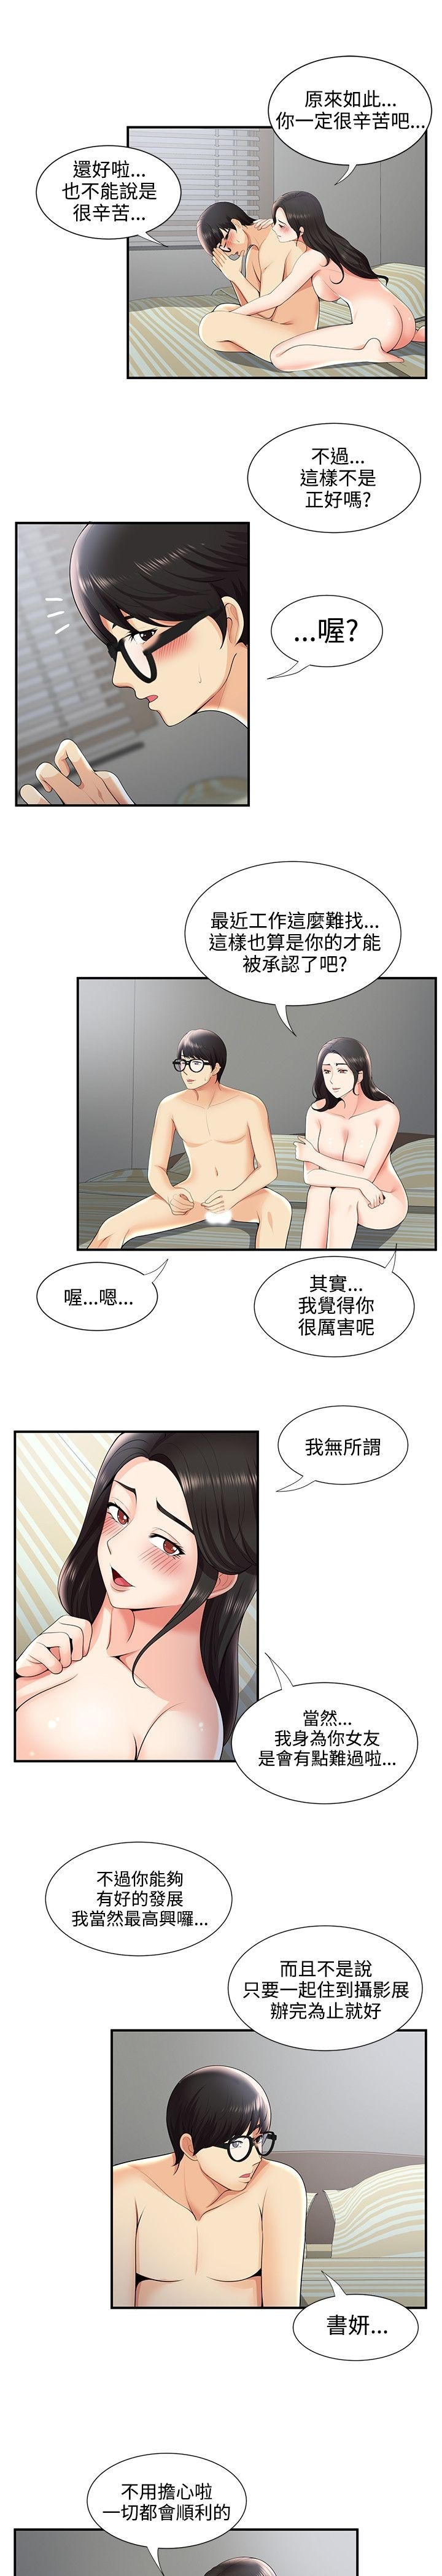 原來如此...
你一定很辛苦吧...
還好啦...
也不能說是
很辛苦...
不過...
這樣不是
正好嗎?
...喔?
最近工作這麼難找...
這樣也算是你的才能
被承認了吧?
喔...嗯...
其實...
我覺得你
很厲害呢
我無所謂
當然...
我身為你女友
是會有點難過啦...
不過你能夠
有好的發展
我當然最高興囉...
而且不是說
只要一起住到攝影展
辦完為止就好
書妍...
不用擔心啦
一切都會順利的